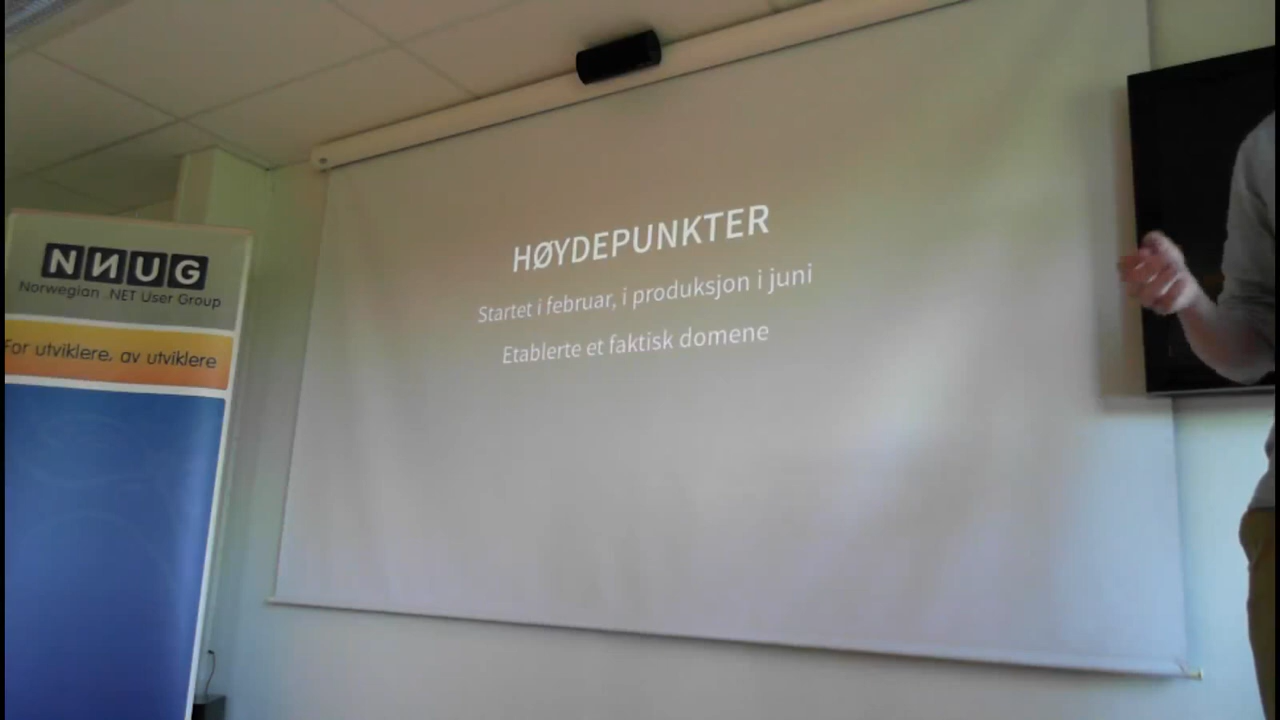 NNUG
Norwegian .NET User Group
For utviklere, av utviklere
HØYDEPUNKTER
Startet i februar, i produksjon i juni
Etablerte et faktisk domene